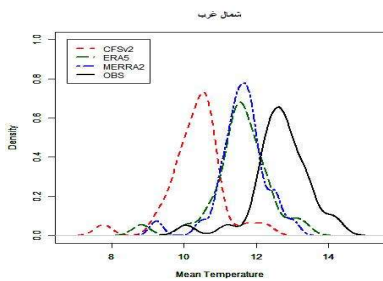 شمال غرب
CFSv2
ERA5
MERRA2
OBS
Density
0.0 0.2 0.4 0.6 0.8 1.0
8 10 12 14
Mean Temperature